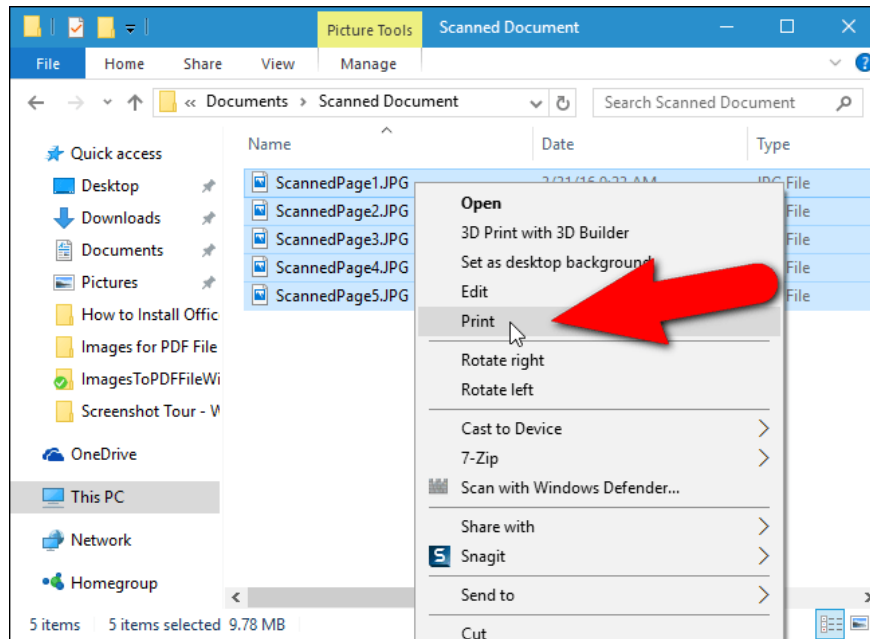 Picture Tools
Scanned Document
File
Home
Share
View
Manage
« Documents › Scanned Document
Search Scanned Document
Name
Date
Type
Quick access
Desktop
Downloads
Documents
Pictures
How to Install Offic
Images for PDF File
ImagesToPDFFileWi
Screenshot Tour - W
OneDrive
This PC
Network
Homegroup
ScannedPage1.JPG
JPG File
ScannedPage2.JPG
File
ScannedPage3.JPG
File
ScannedPage4.JPG
File
ScannedPage5.JPG
File
Open
3D Print with 3D Builder
Set as desktop background
Edit
Print
Rotate right
Rotate left
Cast to Device
7-Zip
Scan with Windows Defender...
Share with
S Snagit
Send to
Cut
5 items
5 items selected 9.78 MB